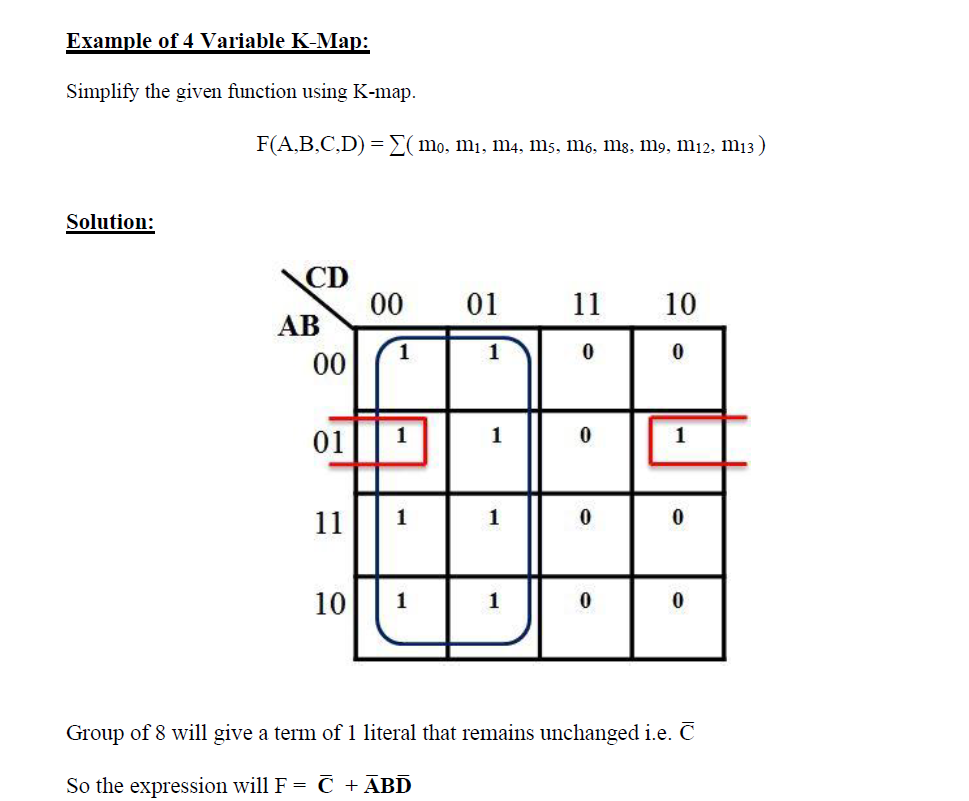 Example of 4 Variable K-Map:
Simplify the given function using K-map.
F(A,B,C,D) = ∑( m₀, m₁, m₄, m₅, m₆, m₈, m₉, m₁₂, m₁₃ )
Solution:
CD
00 01 11 10
AB
00 1 1 0 0
01 1 1 0 1
11 1 1 0 0
10 1 1 0 0
Group of 8 will give a term of 1 literal that remains unchanged i.e. C̅
So the expression will F = C̅ + A̅BD̅